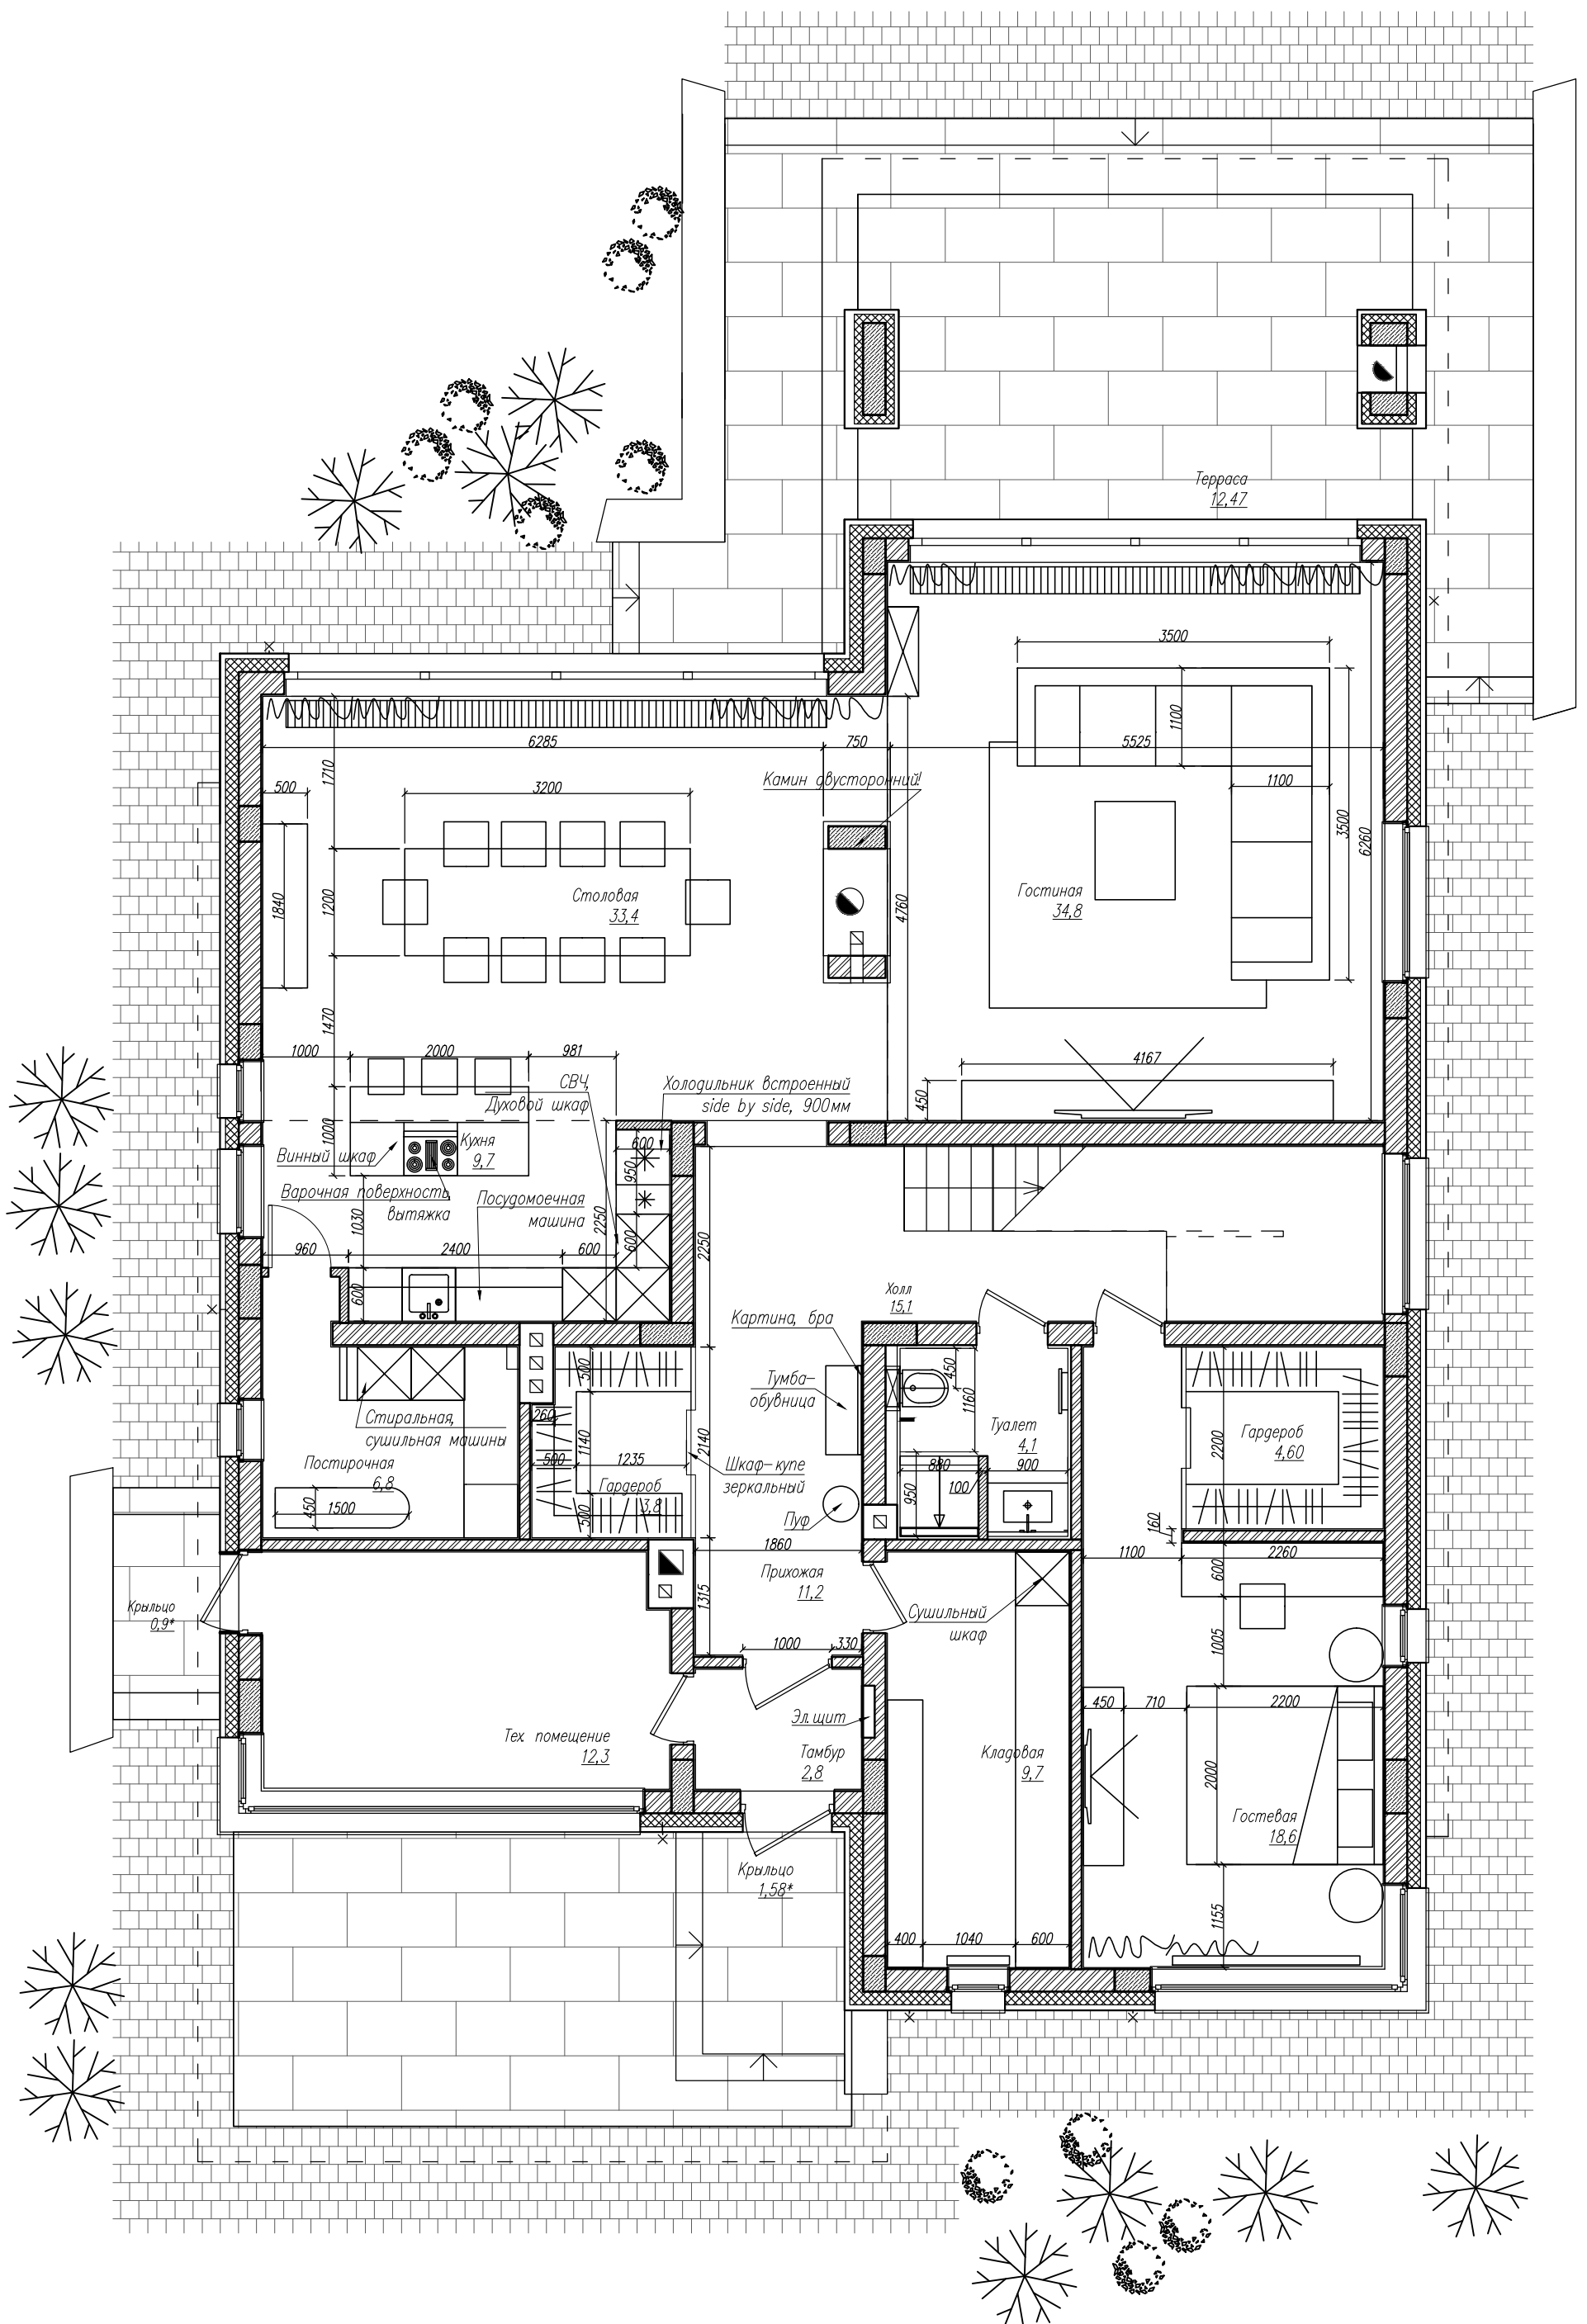 Терраса
12,47
3500
1100
6285
750
5525
1710
500
3200
Камин двусторонний!
1100
3500
6260
1840
1200
Столовая
33,4
4760
Гостиная
34,8
1470
1000
2000
981
4167
СВЧ,
Духовой шкаф
Холодильник встроенный
side by side, 900мм
450
1000
Кухня
9,7
600
Винный шкаф
950
Варочная поверхность,
вытяжка
Посудомоечная
машина
1030
2250
600
2250
960
2400
600
600
Холл
15,1
Картина, бра
500
450
Тумба-
обувница
1160
Стиральная,
сушильная машины
260
1140
2140
Туалет
4,1
Гардероб
4,60
2200
Постирочная
6,8
500
1235
Шкаф-купе
зеркальный
880
900
100
Гардероб
3,8
450
1500
500
950
Пуф
160
1860
1100
2260
Прихожая
11,2
600
1315
Крыльцо
0,9*
Сушильный
шкаф
1000
330
1005
450
710
2200
Эл.щит
Тех. помещение
12,3
Тамбур
2,8
Кладовая
9,7
2000
Гостевая
18,6
Крыльцо
1,58*
1155
400
1040
600